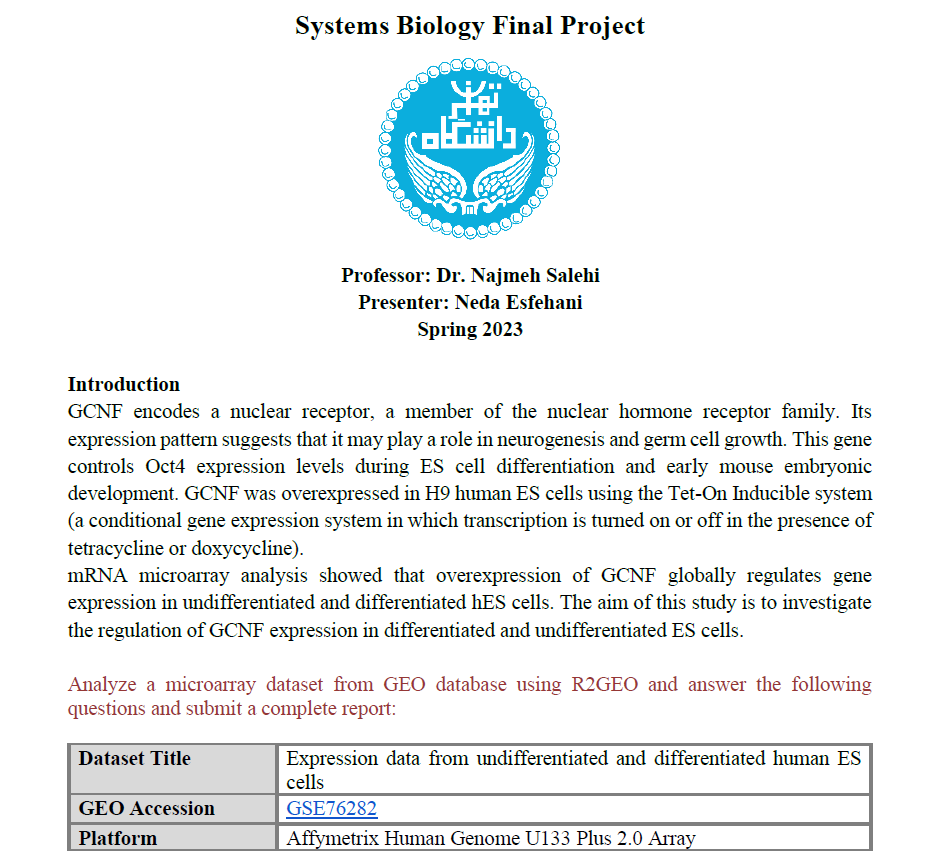 Systems Biology Final Project
دانشگاه تهران
Professor: Dr. Najmeh Salehi
Presenter: Neda Esfehani
Spring 2023
Introduction
GCNF encodes a nuclear receptor, a member of the nuclear hormone receptor family. Its
expression pattern suggests that it may play a role in neurogenesis and germ cell growth. This gene
controls Oct4 expression levels during ES cell differentiation and early mouse embryonic
development. GCNF was overexpressed in H9 human ES cells using the Tet-On Inducible system
(a conditional gene expression system in which transcription is turned on or off in the presence of
tetracycline or doxycycline).
mRNA microarray analysis showed that overexpression of GCNF globally regulates gene
expression in undifferentiated and differentiated hES cells. The aim of this study is to investigate
the regulation of GCNF expression in differentiated and undifferentiated ES cells.
Analyze a microarray dataset from GEO database using R2GEO and answer the following
questions and submit a complete report:
Dataset Title Expression data from undifferentiated and differentiated human ES
cells
GEO Accession GSE76282
Platform Affymetrix Human Genome U133 Plus 2.0 Array